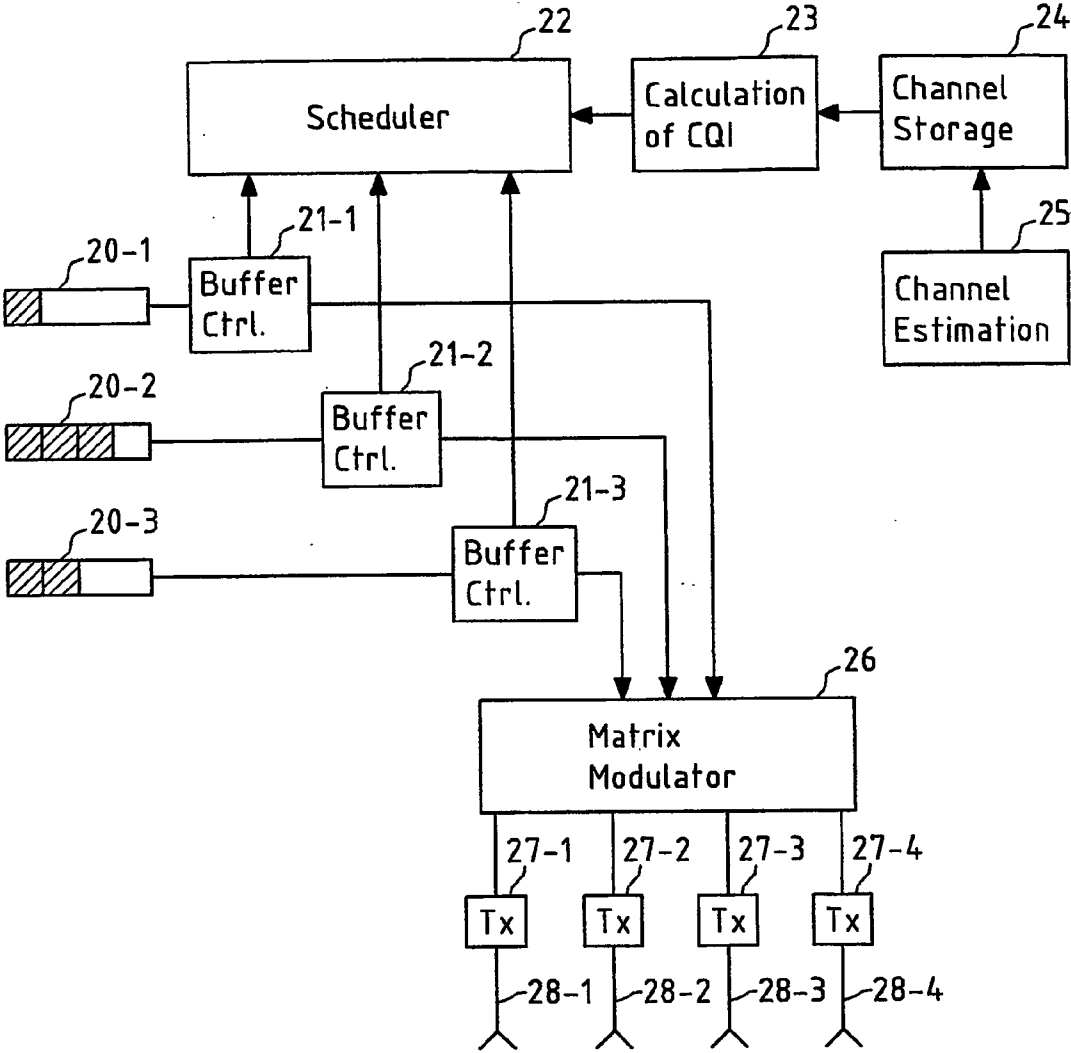 22
23
24
Scheduler
Calculation
of CQI
Channel
Storage
25
21-1
20-1
Buffer
Ctrl.
Channel
Estimation
21-2
20-2
Buffer
Ctrl.
21-3
20-3
Buffer
Ctrl.
26
Matrix
Modulator
27-1
27-2
27-3
27-4
Tx
Tx
Tx
Tx
28-1
28-2
28-3
28-4